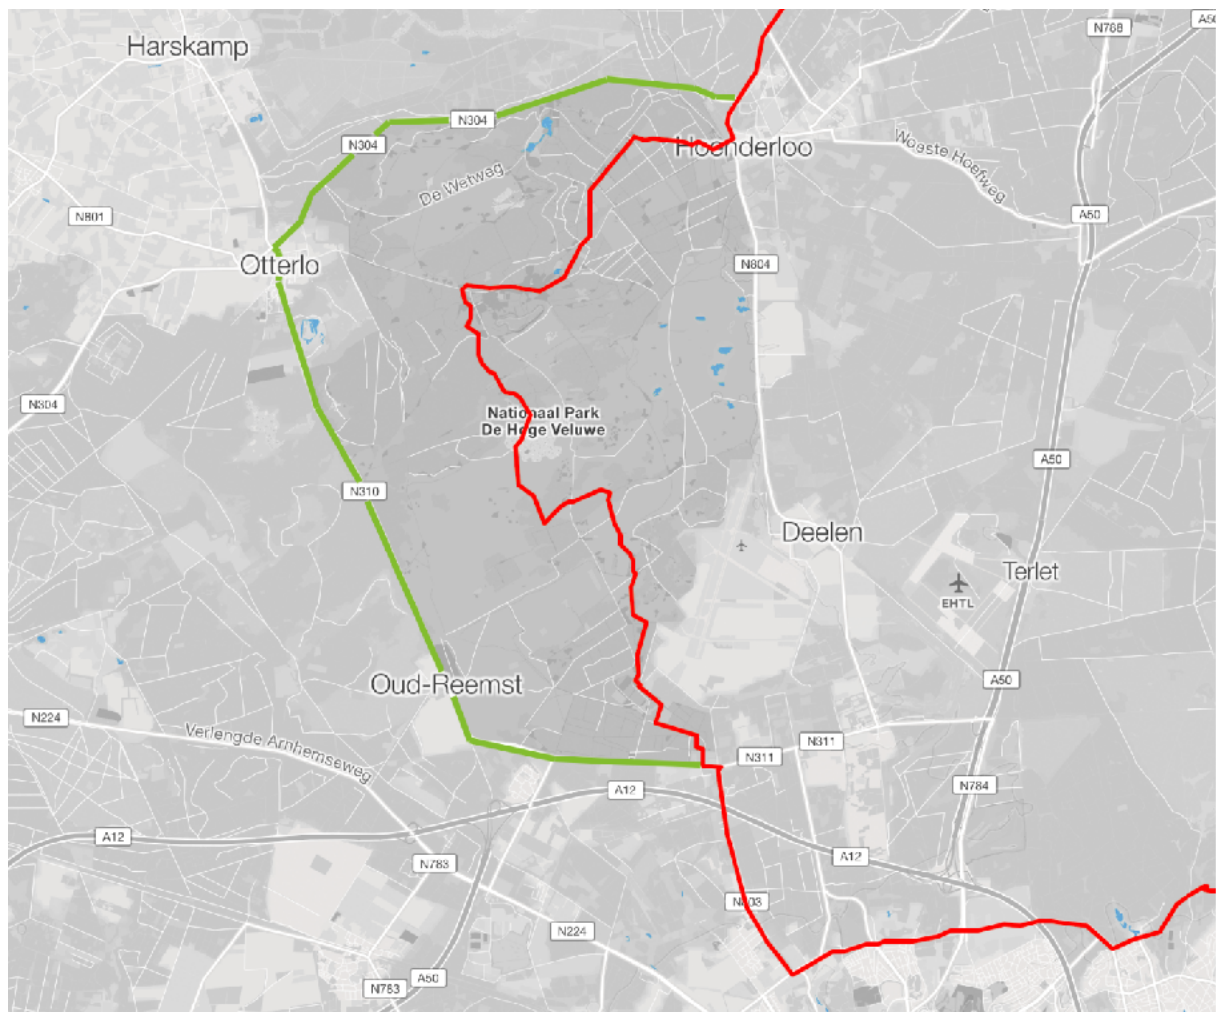 A50
N788
Harskamp
N304
N304
Hoenderloo
Woeste Hoefweg
De Wetweg
N801
A50
Otterlo
N804
N304
Nationaal Park
De Hoge Veluwe
A50
N310
Deelen
Terlet
EHTL
Oud-Reemst
A50
N224
Verlengde Arnhemseweg
N311
N311
A12
N784
A12
A12
N783
N224
A50
N783